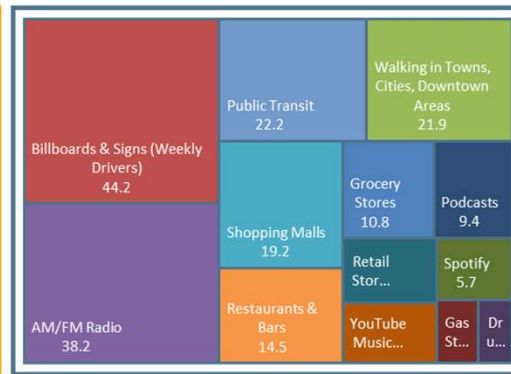 Billboards & Signs (Weekly
Drivers)
44.2
AM/FM Radio
38.2
Public Transit
22.2
Walking in Towns,
Cities, Downtown
Areas
21.9
Shopping Malls
19.2
Restaurants &
Bars
14.5
Grocery
Stores
10.8
Podcasts
9.4
Retail
Stor...
Spotify
5.7
YouTube
Music...
Gas
St...
Dr
u...